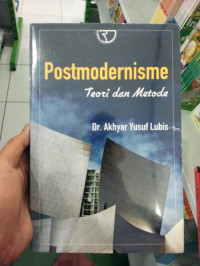 Postmodernisme
Teori dan Metode
Dr. Akhyar Yusuf Lubis